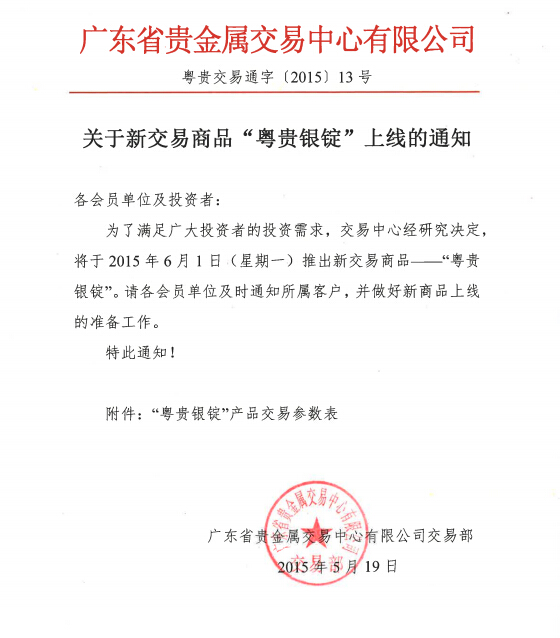 广东省贵金属交易中心有限公司
粤贵交易通字〔2015〕13 号
关于新交易商品“粤贵银锭”上线的通知
各会员单位及投资者：
为了满足广大投资者的投资需求，交易中心经研究决定，
将于 2015 年 6 月 1 日（星期一）推出新交易商品——“粤贵
银锭”。请各会员单位及时通知所属客户，并做好新商品上线
的准备工作。
特此通知！
附件：“粤贵银锭”产品交易参数表
广东省贵金属交易中心有限公司
广东省贵金属交易中心有限公司交易部
交易部
2015 年 5 月 19 日